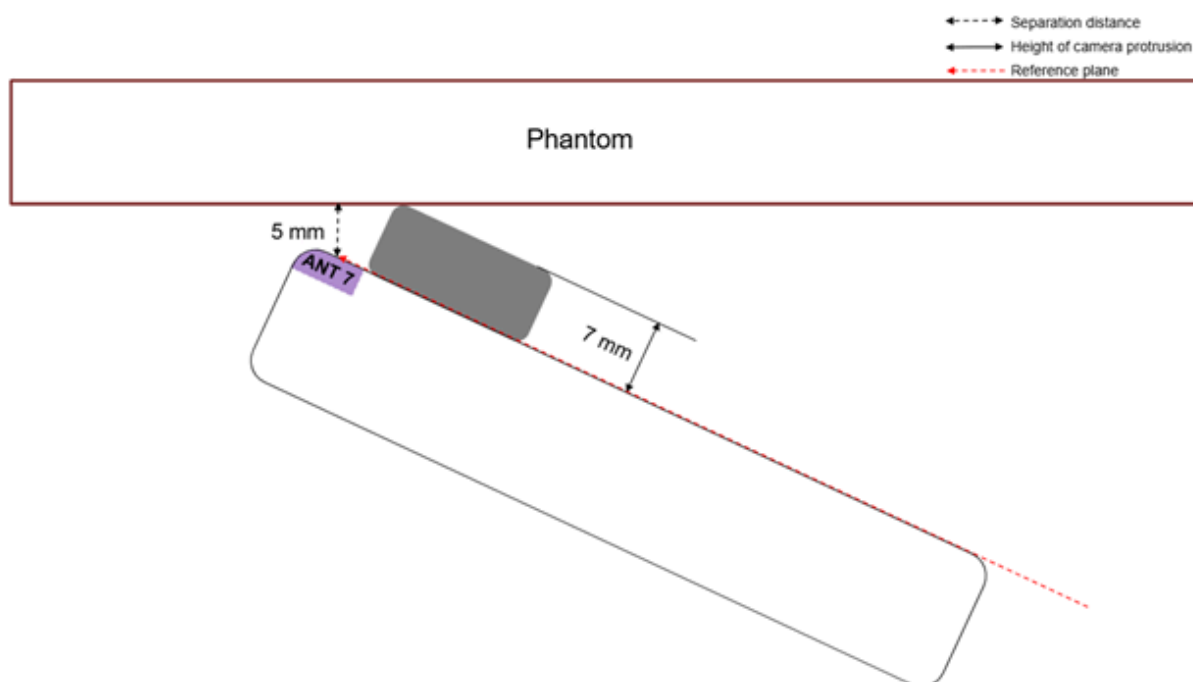 Separation distance
Height of camera protrusion
Reference plane
Phantom
5 mm
ANT 7
7 mm